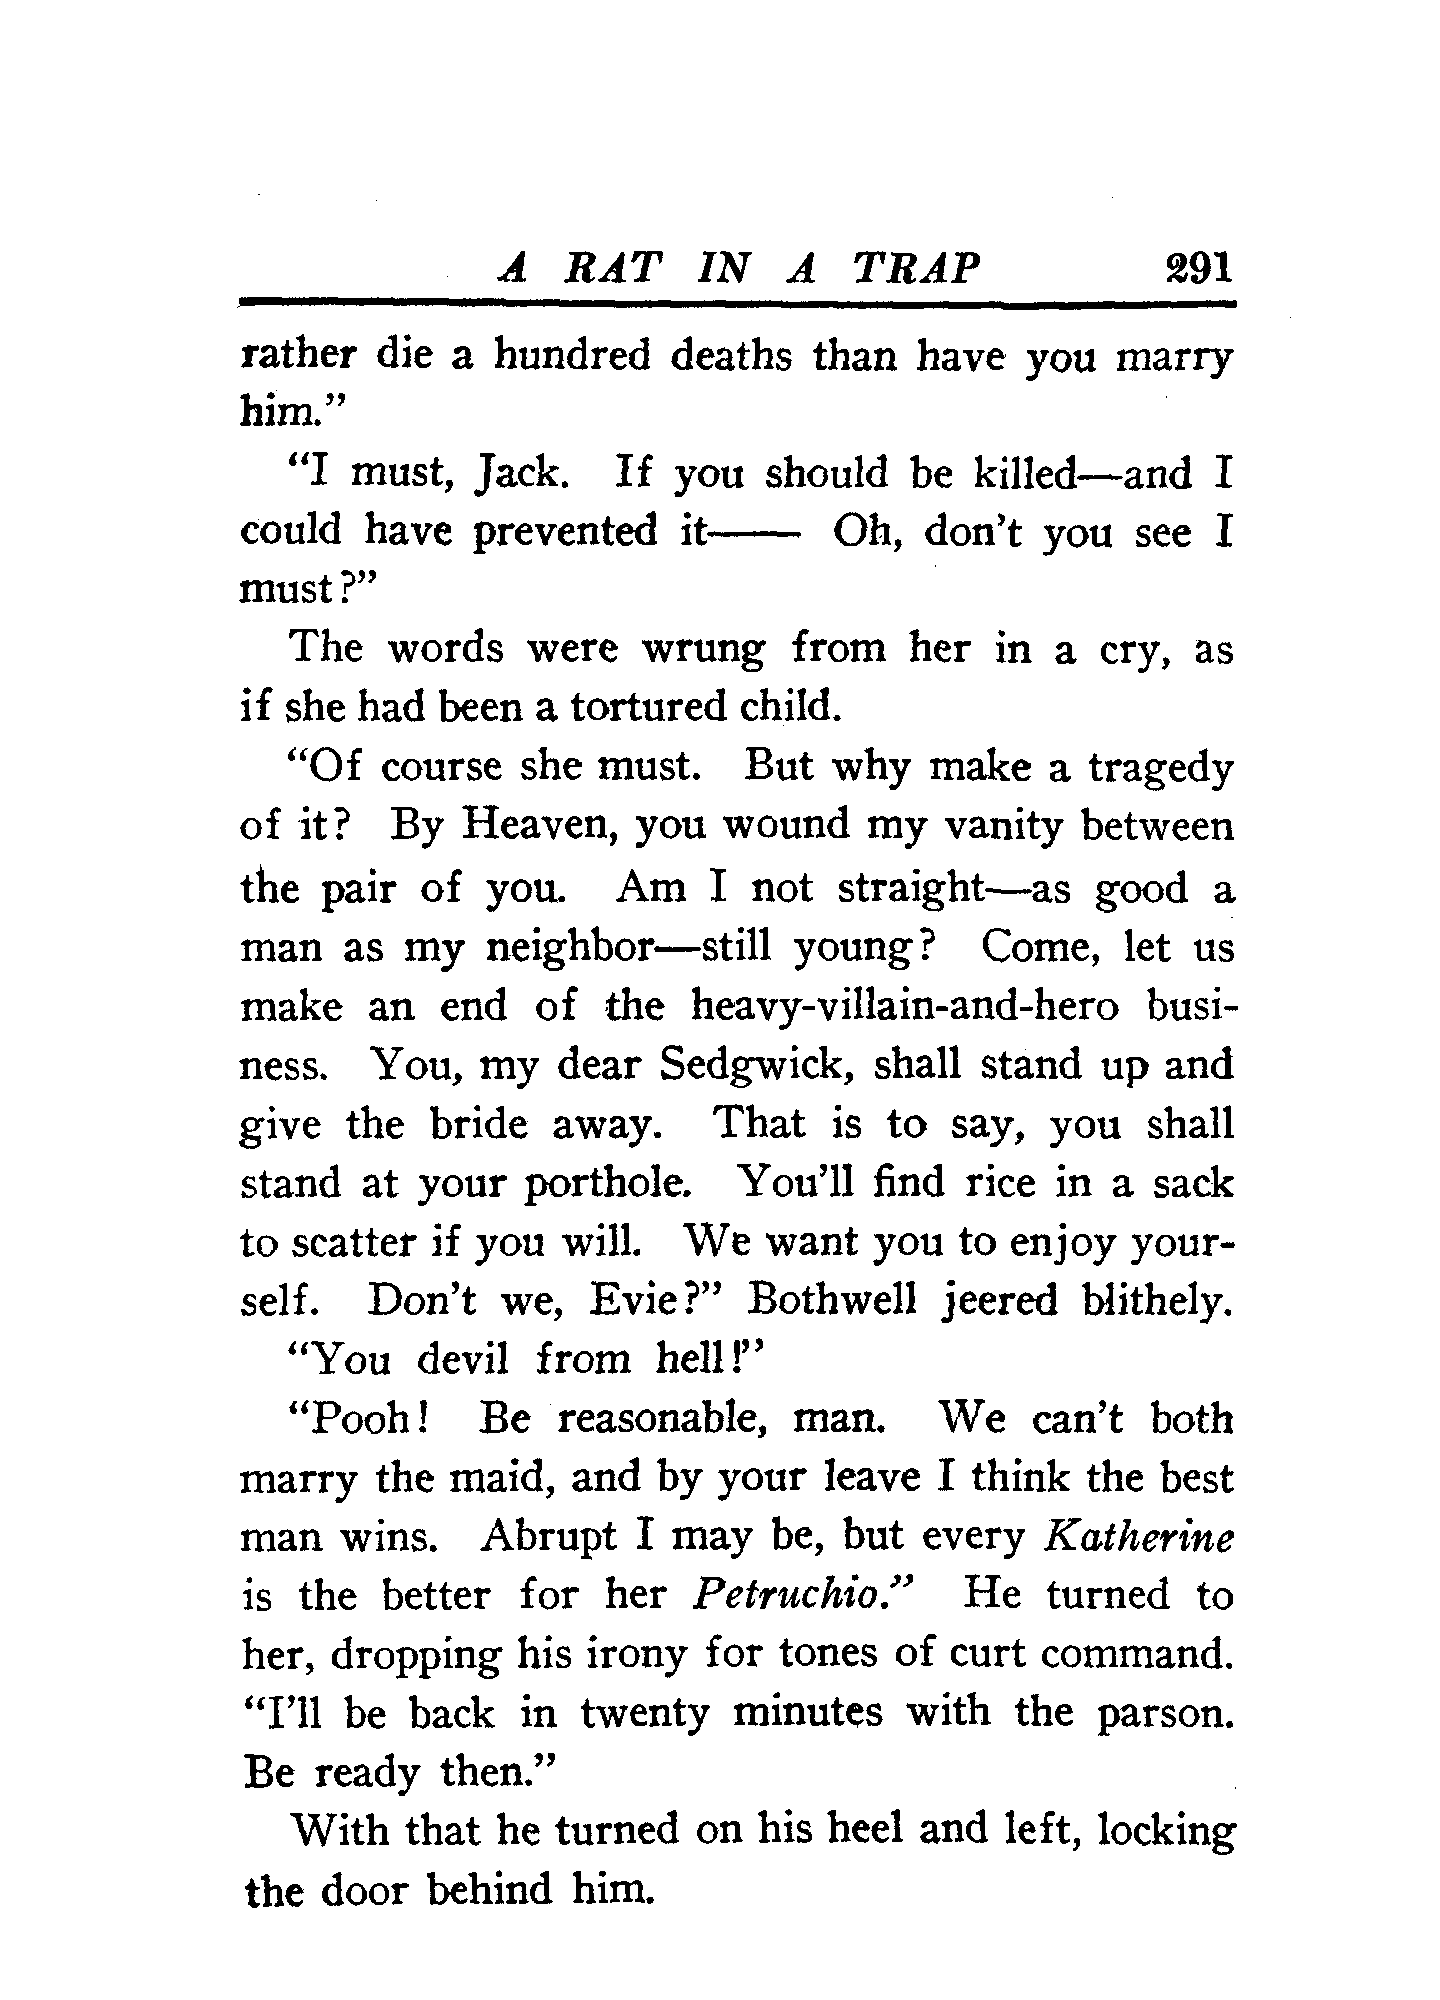 A RAT IN A TRAP 291
rather die a hundred deaths than have you marry
him."
"I must, Jack. If you should be killed—and I
could have prevented it—— Oh, don't you see I
must?"
The words were wrung from her in a cry, as
if she had been a tortured child.
"Of course she must. But why make a tragedy
of it? By Heaven, you wound my vanity between
the pair of you. Am I not straight—as good a
man as my neighbor—still young? Come, let us
make an end of the heavy-villain-and-hero busi-
ness. You, my dear Sedgwick, shall stand up and
give the bride away. That is to say, you shall
stand at your porthole. You'll find rice in a sack
to scatter if you will. We want you to enjoy your-
self. Don't we, Evie?" Bothwell jeered blithely.
"You devil from hell!"
"Pooh! Be reasonable, man. We can't both
marry the maid, and by your leave I think the best
man wins. Abrupt I may be, but every Katherine
is the better for her Petruchio." He turned to
her, dropping his irony for tones of curt command.
"I'll be back in twenty minutes with the parson.
Be ready then."
With that he turned on his heel and left, locking
the door behind him.